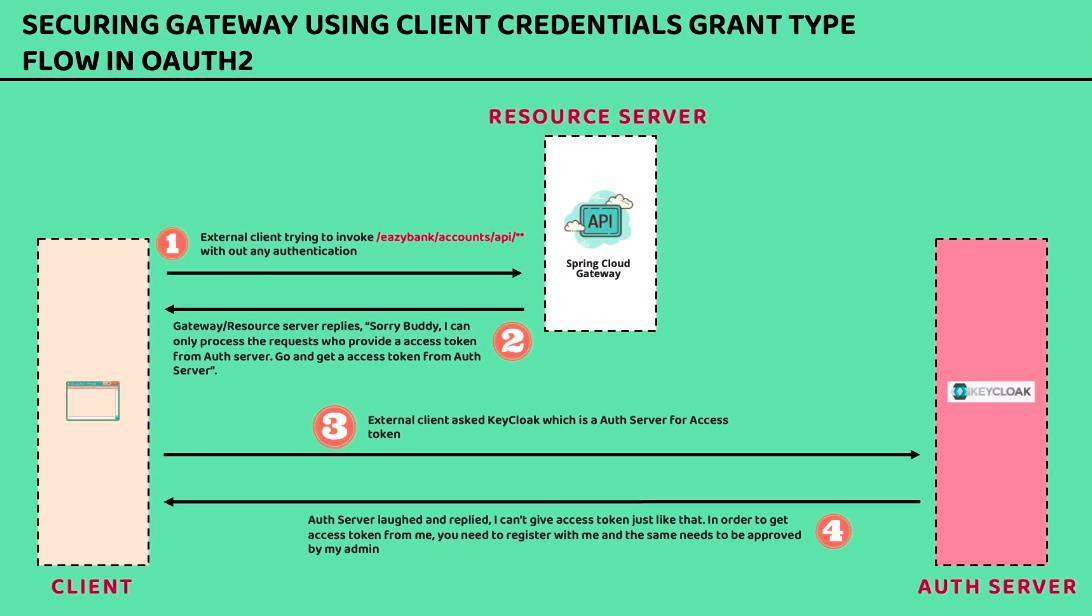 SECURING GATEWAY USING CLIENT CREDENTIALS GRANT TYPE
FLOW IN OAUTH2
RESOURCE SERVER
API
Spring Cloud
Gateway
1
External client trying to invoke /eazybank/accounts/api/**
with out any authentication
Gateway/Resource server replies, "Sorry Buddy, I can
only process the requests who provide a access token
from Auth server. Go and get a access token from Auth
Server".
2
3
External client asked KeyCloak which is a Auth Server for Access
token
KEYCLOAK
Auth Server laughed and replied, I can't give access token just like that. In order to get
access token from me, you need to register with me and the same needs to be approved
by my admin
4
CLIENT
AUTH SERVER